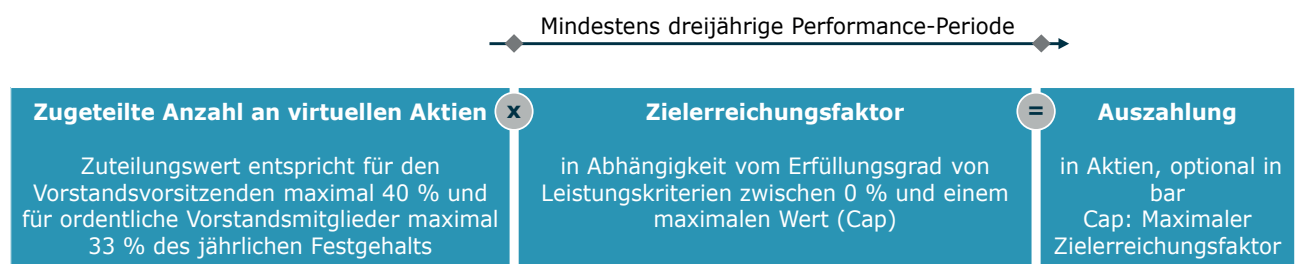 Mindestens dreijährige Performance-Periode
Zugeteilte Anzahl an virtuellen Aktien
Zuteilungswert entspricht für den
Vorstandsvorsitzenden maximal 40 % und
für ordentliche Vorstandsmitglieder maximal
33 % des jährlichen Festgehalts
x
Zielerreichungsfaktor
in Abhängigkeit vom Erfüllungsgrad von
Leistungskriterien zwischen 0 % und einem
maximalen Wert (Cap)
=
Auszahlung
in Aktien, optional in
bar
Cap: Maximaler
Zielerreichungsfaktor